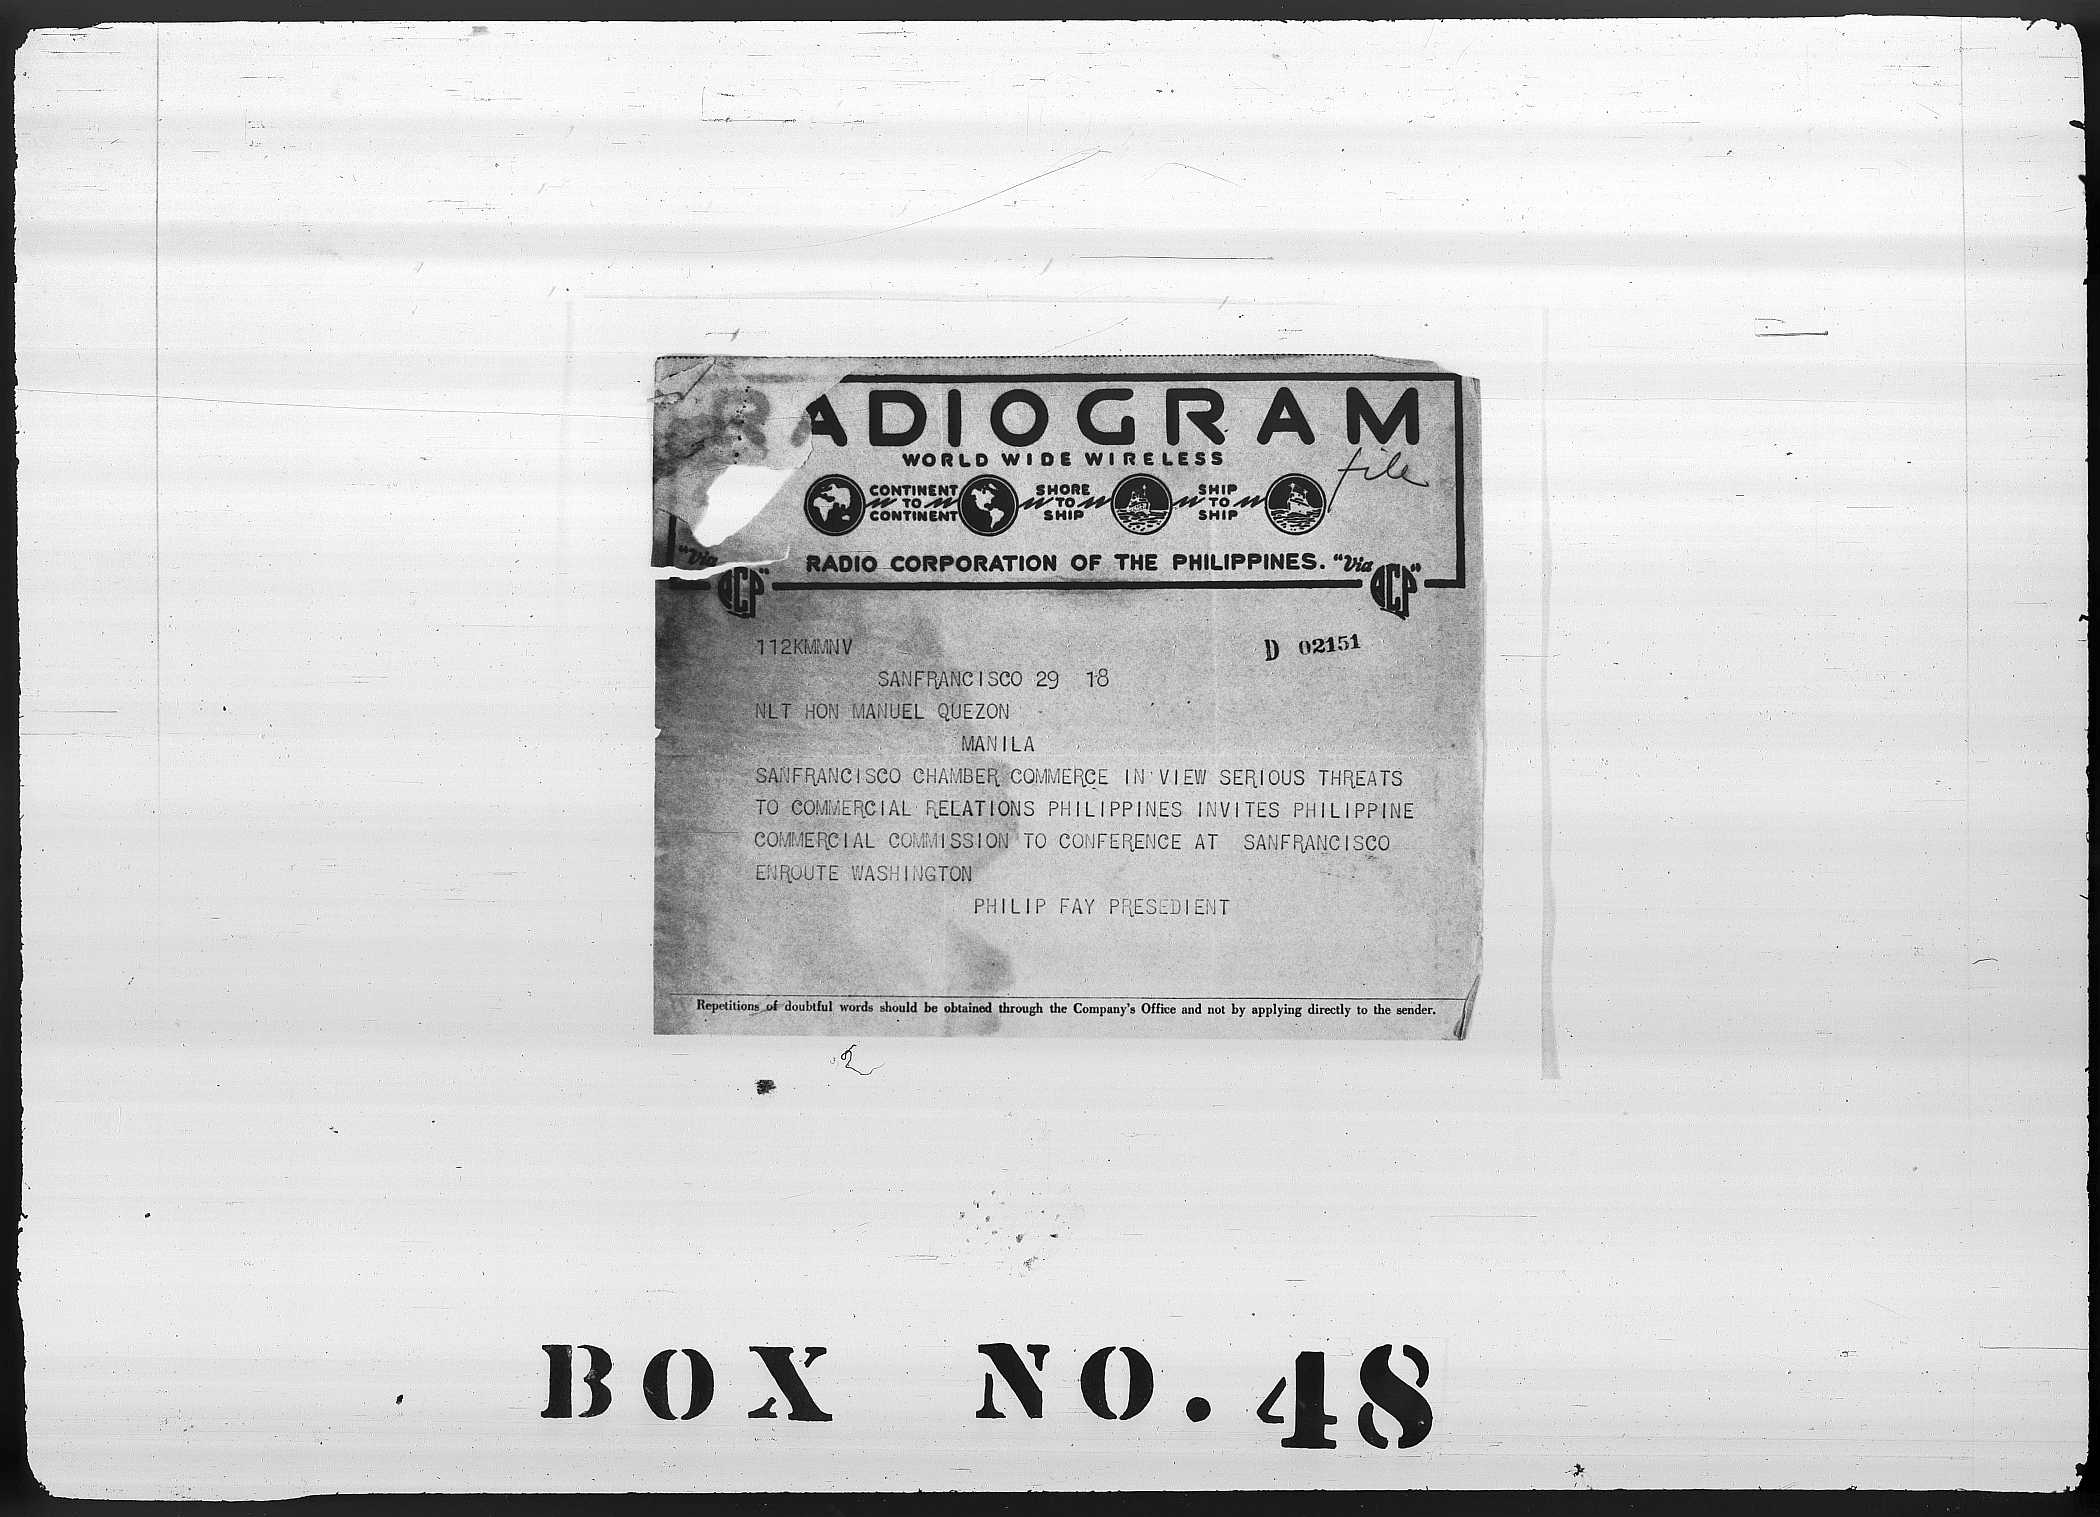 RADIOGRAM
WORLD WIDE WIRELESS
file
CONTINENT TO CONTINENT SHORE TO SHIP SHIP TO SHIP
"Via RCP" RADIO CORPORATION OF THE PHILIPPINES. "Via RCP"
112KMMNV D 02151
SANFRANCISCO 29 18
NLT HON MANUEL QUEZON
MANILA
SANFRANCISCO CHAMBER COMMERCE IN VIEW SERIOUS THREATS
TO COMMERCIAL RELATIONS PHILIPPINES INVITES PHILIPPINE
COMMERCIAL COMMISSION TO CONFERENCE AT SANFRANCISCO
ENROUTE WASHINGTON
PHILIP FAY PRESEDIENT
Repetitions of doubtful words should be obtained through the Company's Office and not by applying directly to the sender.
BOX NO. 48